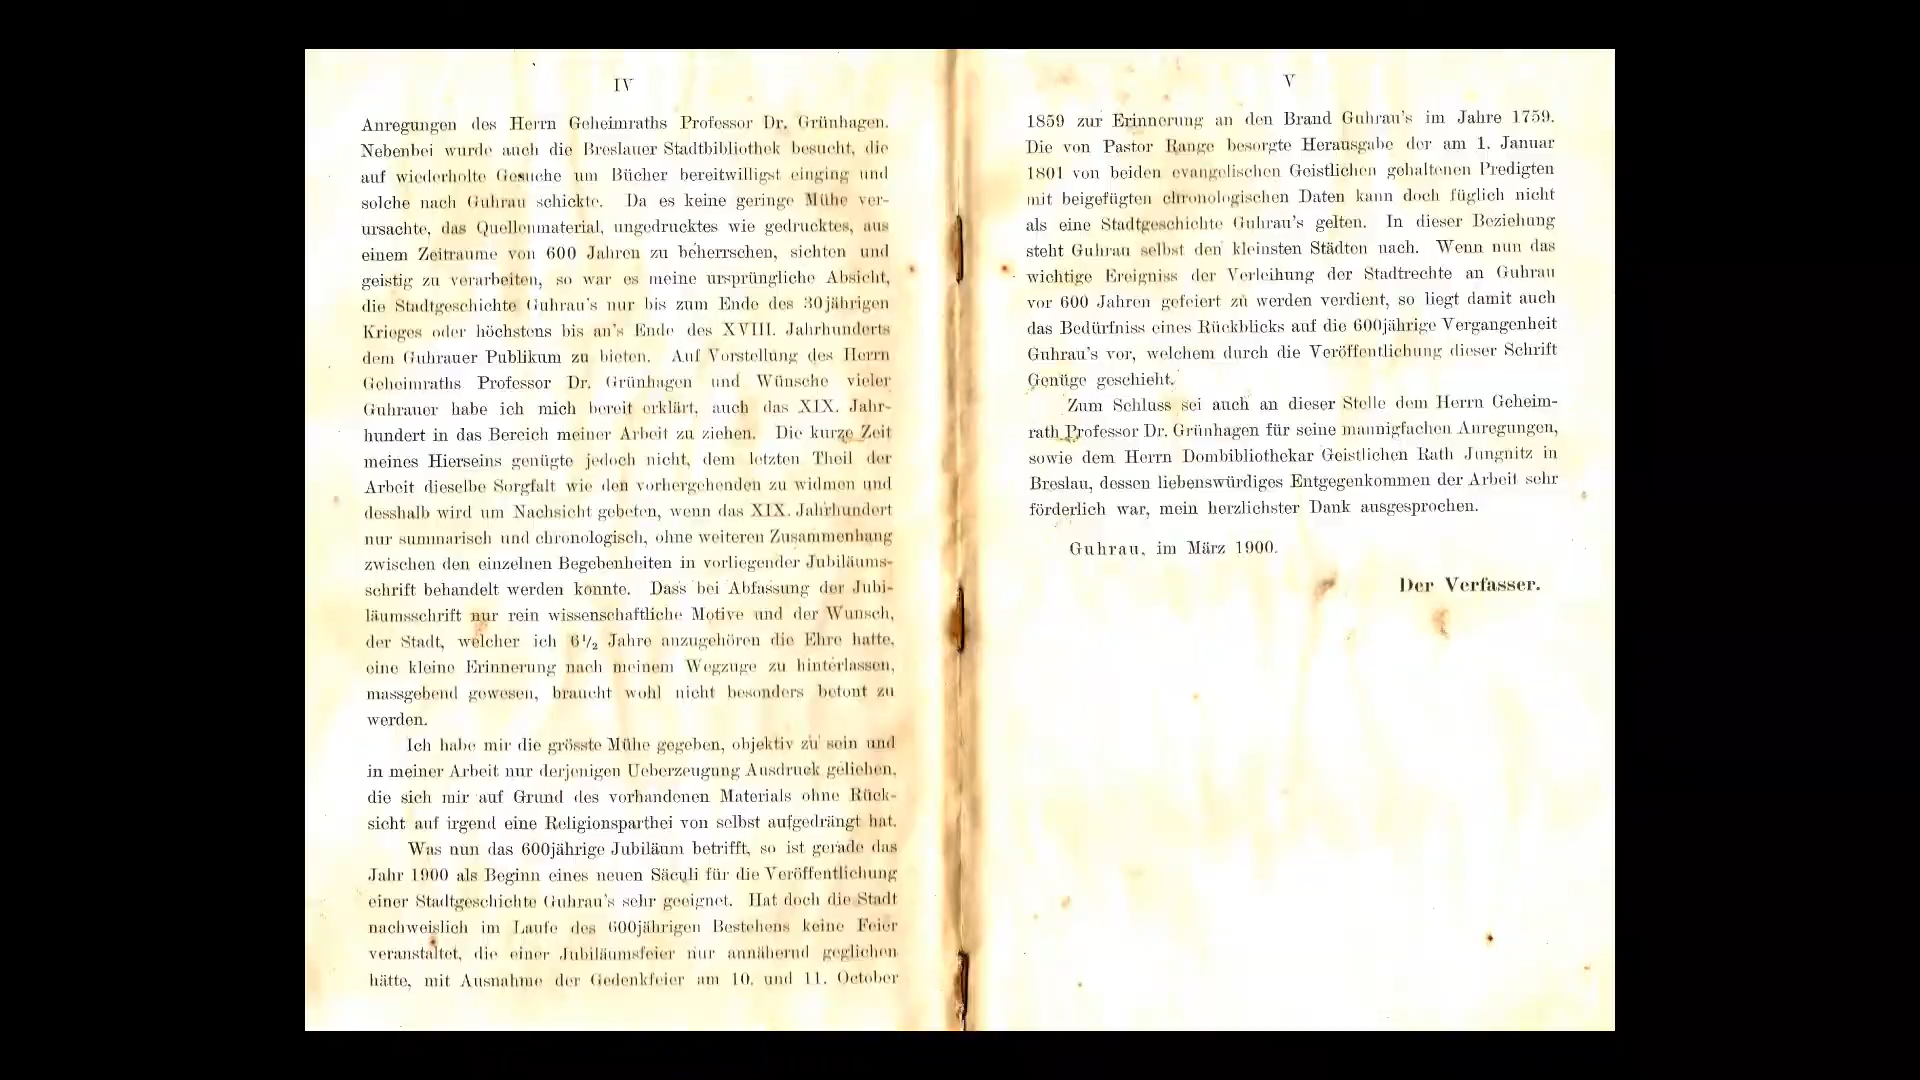 IV
Anregungen des Herrn Geheimraths Professor Dr. Grünhagen.
Nebenbei wurde auch die Breslauer Stadtbibliothek besucht, die
auf wiederholte Gesuche um Bücher bereitwilligst einging und
solche nach Guhrau schickte. Da es keine geringe Mühe ver-
ursachte, das Quellenmaterial, ungedrucktes wie gedrucktes, aus
einem Zeitraume von 600 Jahren zu beherrschen, sichten und
geistig zu verarbeiten, so war es meine ursprüngliche Absicht,
die Stadtgeschichte Guhrau's nur bis zum Ende des 30jährigen
Krieges oder höchstens bis an's Ende des XVIII. Jahrhunderts
dem Guhrauer Publikum zu bieten. Auf Vorstellung des Herrn
Geheimraths Professor Dr. Grünhagen und Wünsche vieler
Guhrauer habe ich mich bereit erklärt, auch das XIX. Jahr-
hundert in das Bereich meiner Arbeit zu ziehen. Die kurze Zeit
meines Hierseins genügte jedoch nicht, dem letzten Theil der
Arbeit dieselbe Sorgfalt wie den vorhergehenden zu widmen und
desshalb wird um Nachsicht gebeten, wenn das XIX. Jahrhundert
nur summarisch und chronologisch, ohne weiteren Zusammenhang
zwischen den einzelnen Begebenheiten in vorliegender Jubiläums-
schrift behandelt werden konnte. Dass bei Abfassung der Jubi-
läumsschrift nur rein wissenschaftliche Motive und der Wunsch,
der Stadt, welcher ich 6½ Jahre anzugehören die Ehre hatte,
eine kleine Erinnerung nach meinem Wegzuge zu hinterlassen,
massgebend gewesen, braucht wohl nicht besonders betont zu
werden.
Ich habe mir die grösste Mühe gegeben, objektiv zu sein und
in meiner Arbeit nur derjenigen Ueberzeugung Ausdruck geliehen,
die sich mir auf Grund des vorhandenen Materials ohne Rück-
sicht auf irgend eine Religionsparthei von selbst aufgedrängt hat.
Was nun das 600jährige Jubiläum betrifft, so ist gerade das
Jahr 1900 als Beginn eines neuen Säculi für die Veröffentlichung
einer Stadtgeschichte Guhrau's sehr geeignet. Hat doch die Stadt
nachweislich im Laufe des 600jährigen Bestehens keine Feier
veranstaltet, die einer Jubiläumsfeier nur annähernd geglichen
hätte, mit Ausnahme der Gedenkfeier am 10. und 11. October
V
1859 zur Erinnerung an den Brand Guhrau's im Jahre 1759.
Die von Pastor Range besorgte Herausgabe der am 1. Januar
1801 von beiden evangelischen Geistlichen gehaltenen Predigten
mit beigefügten chronologischen Daten kann doch füglich nicht
als eine Stadtgeschichte Guhrau's gelten. In dieser Beziehung
steht Guhrau selbst den kleinsten Städten nach. Wenn nun das
wichtige Ereigniss der Verleihung der Stadtrechte an Guhrau
vor 600 Jahren gefeiert zu werden verdient, so liegt damit auch
das Bedürfniss eines Rückblicks auf die 600jährige Vergangenheit
Guhrau's vor, welchem durch die Veröffentlichung dieser Schrift
Genüge geschieht.
Zum Schluss sei auch an dieser Stelle dem Herrn Geheim-
rath Professor Dr. Grünhagen für seine mannigfachen Anregungen,
sowie dem Herrn Dombibliothekar Geistlichen Rath Jungnitz in
Breslau, dessen liebenswürdiges Entgegenkommen der Arbeit sehr
förderlich war, mein herzlichster Dank ausgesprochen.
Guhrau, im März 1900.
Der Verfasser.